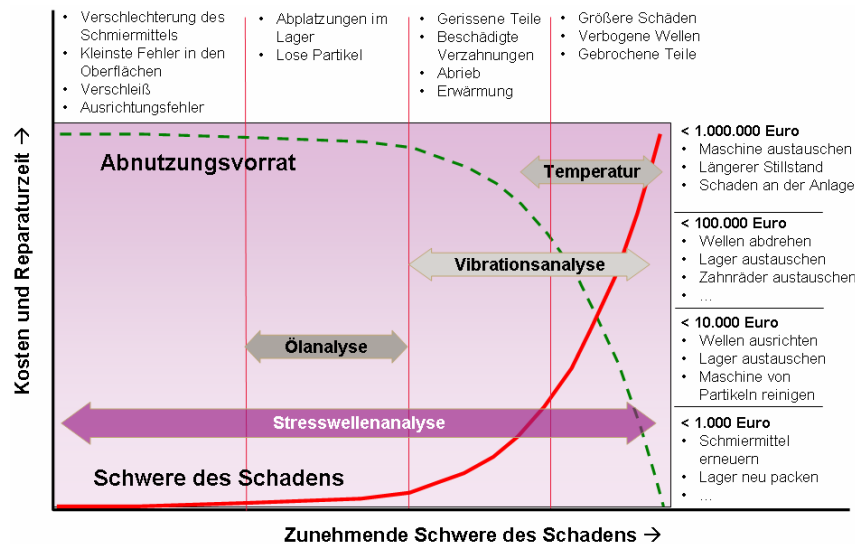 • Verschlechterung des
Schmiermittels
• Kleinste Fehler in den
Oberflächen
• Verschleiß
• Ausrichtungsfehler
• Abplatzungen im
Lager
• Lose Partikel
• Gerissene Teile
• Beschädigte
Verzahnungen
• Abrieb
• Erwärmung
• Größere Schäden
• Verbogene Wellen
• Gebrochene Teile
Kosten und Reparaturzeit →
Abnutzungsvorrat
Temperatur
Vibrationsanalyse
Ölanalyse
Stresswellenanalyse
Schwere des Schadens
< 1.000.000 Euro
• Maschine austauschen
• Längerer Stillstand
• Schaden an der Anlage
< 100.000 Euro
• Wellen abdrehen
• Lager austauschen
• Zahnräder austauschen
• ...
< 10.000 Euro
• Wellen ausrichten
• Lager austauschen
• Maschine von
Partikeln reinigen
< 1.000 Euro
• Schmiermittel
erneuern
• Lager neu packen
• ...
Zunehmende Schwere des Schadens →